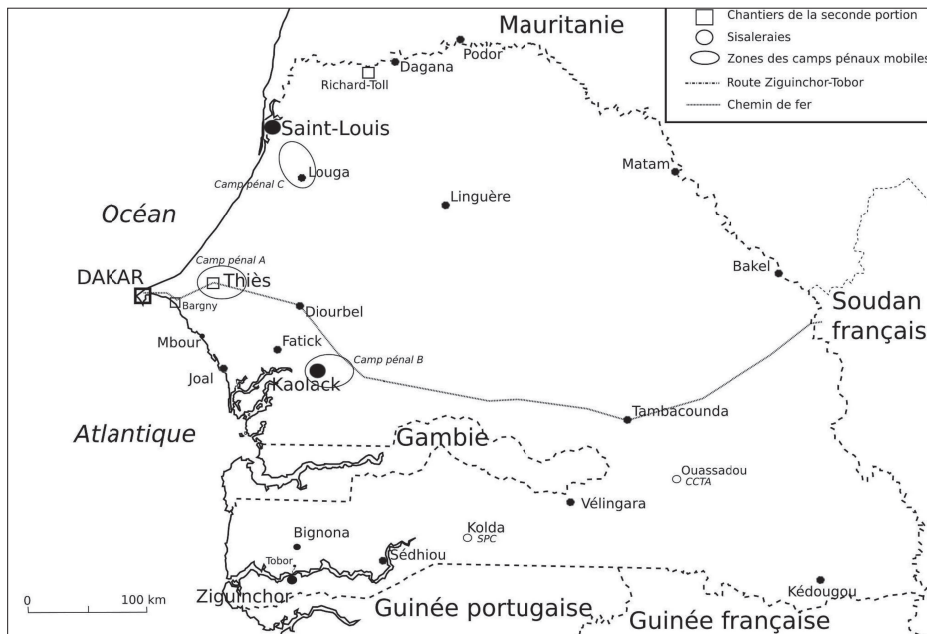 Mauritanie
Chantiers de la seconde portion
Sisaleraies
Zones des camps pénaux mobiles
Route Ziguinchor-Tobor
Chemin de fer
Podor
Dagana
Richard-Toll
Saint-Louis
Louga
Camp pénal C
Matam
Linguère
Océan
Camp pénal A
DAKAR
Thiès
Bakel
Bargny
Diourbel
Soudan
français
Mbour
Fatick
Camp pénal B
Joal
Kaolack
Tambacounda
Atlantique
Gambie
Ouassadou
CCTA
Vélingara
Kolda
SPC
Bignona
Tobor
Sédhiou
Ziguinchor
Kédougou
0 100 km
Guinée portugaise
Guinée française